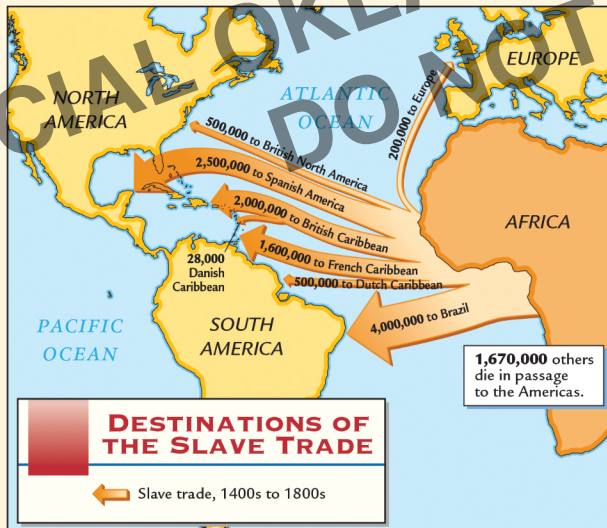 CIAL OKLA
DO NOT
EUROPE
NORTH
AMERICA
ATLANTIC
OCEAN
200,000 to Europe
500,000 to British North America
2,500,000 to Spanish America
2,000,000 to British Caribbean
AFRICA
1,600,000 to French Caribbean
28,000
Danish
Caribbean
500,000 to Dutch Caribbean
4,000,000 to Brazil
PACIFIC
OCEAN
SOUTH
AMERICA
1,670,000 others
die in passage
to the Americas.
DESTINATIONS OF
THE SLAVE TRADE
Slave trade, 1400s to 1800s